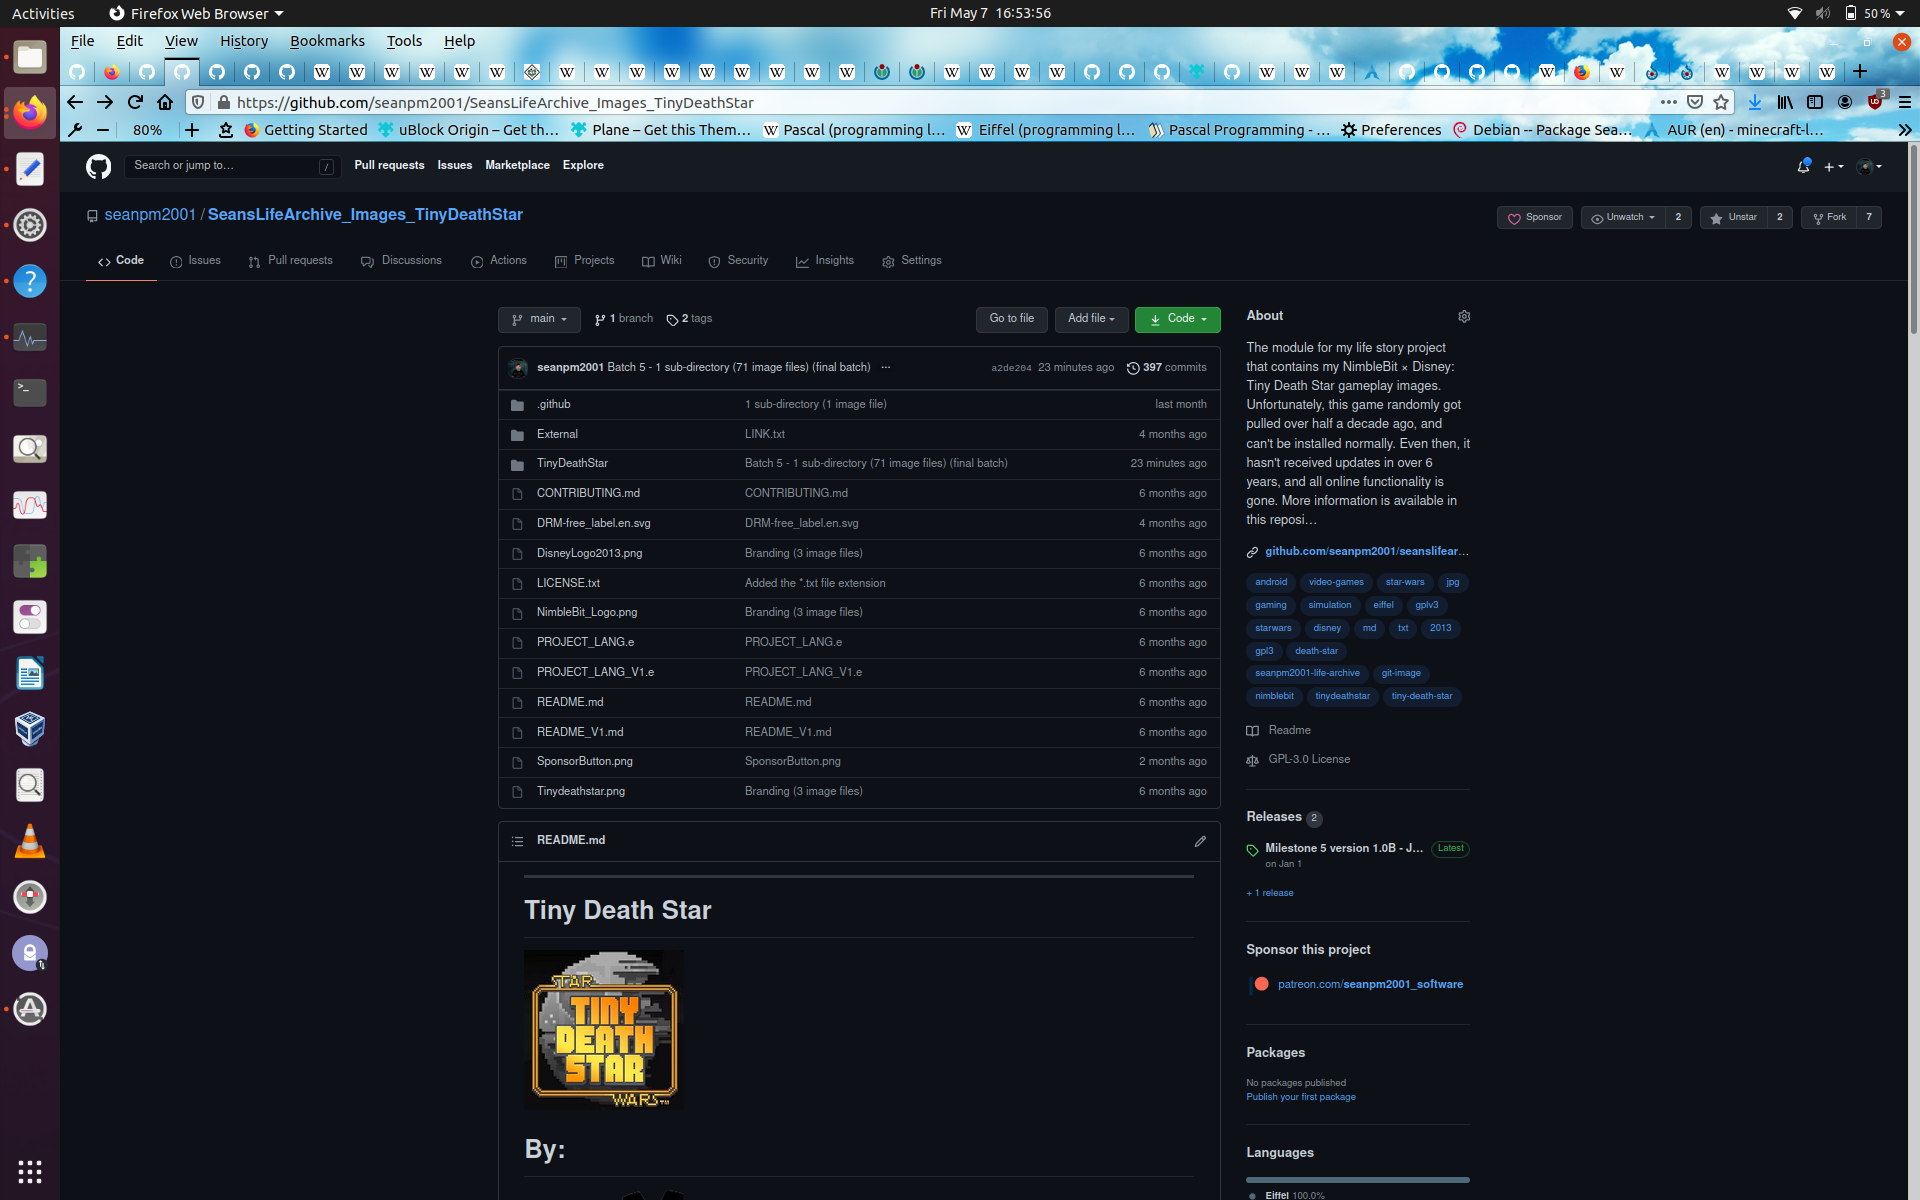 Activities
Firefox Web Browser
Fri May 7 16:53:56
50 %
File Edit View History Bookmarks Tools Help
https://github.com/seanpm2001/SeansLifeArchive_Images_TinyDeathStar
3
80%
Getting Started
uBlock Origin – Get th…
Plane – Get this Them…
Pascal (programming l…
Eiffel (programming l…
Pascal Programming - …
Preferences
Debian -- Package Sea…
AUR (en) - minecraft-l…
Search or jump to…
/
Pull requests Issues Marketplace Explore
seanpm2001 / SeansLifeArchive_Images_TinyDeathStar
Sponsor
Unwatch 2
Unstar 2
Fork 7
Code Issues Pull requests Discussions Actions Projects Wiki Security Insights Settings
main
1 branch
2 tags
Go to file
Add file
Code
seanpm2001 Batch 5 - 1 sub-directory (71 image files) (final batch) ··· a2de204 23 minutes ago 397 commits
.github 1 sub-directory (1 image file) last month
External LINK.txt 4 months ago
TinyDeathStar Batch 5 - 1 sub-directory (71 image files) (final batch) 23 minutes ago
CONTRIBUTING.md CONTRIBUTING.md 6 months ago
DRM-free_label.en.svg DRM-free_label.en.svg 4 months ago
DisneyLogo2013.png Branding (3 image files) 6 months ago
LICENSE.txt Added the *.txt file extension 6 months ago
NimbleBit_Logo.png Branding (3 image files) 6 months ago
PROJECT_LANG.e PROJECT_LANG.e 6 months ago
PROJECT_LANG_V1.e PROJECT_LANG_V1.e 6 months ago
README.md README.md 6 months ago
README_V1.md README_V1.md 6 months ago
SponsorButton.png SponsorButton.png 2 months ago
Tinydeathstar.png Branding (3 image files) 6 months ago
README.md
Tiny Death Star
STAR
TINY
DEATH
STAR
WARS™
By:
About
The module for my life story project
that contains my NimbleBit × Disney:
Tiny Death Star gameplay images.
Unfortunately, this game randomly got
pulled over half a decade ago, and
can't be installed normally. Even then, it
hasn't received updates in over 6
years, and all online functionality is
gone. More information is available in
this reposi…
github.com/seanpm2001/seanslifear…
android video-games star-wars jpg
gaming simulation eiffel gplv3
starwars disney md txt 2013
gpl3 death-star
seanpm2001-life-archive git-image
nimblebit tinydeathstar tiny-death-star
Readme
GPL-3.0 License
Releases 2
Milestone 5 version 1.0B - J… Latest
on Jan 1
+ 1 release
Sponsor this project
patreon.com/seanpm2001_software
Packages
No packages published
Publish your first package
Languages
Eiffel 100.0%